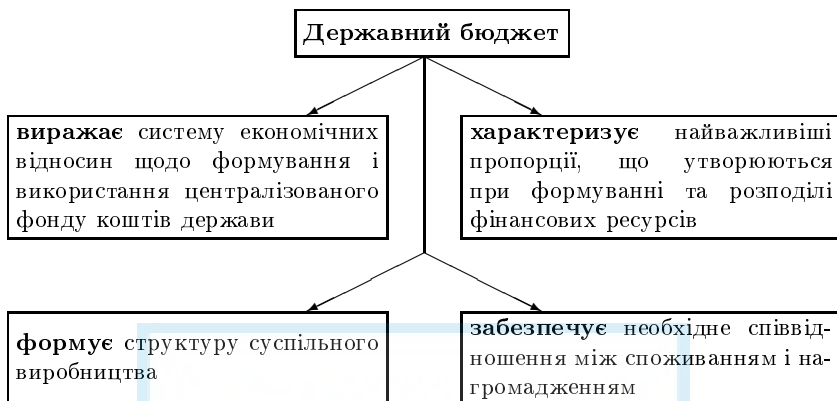 Державний бюджет
виражає систему економічних
відносин щодо формування і
використання централізованого
фонду коштів держави
характеризує найважливіші
пропорції, що утворюються
при формуванні та розподілі
фінансових ресурсів
формує структуру суспільного
виробництва
забезпечує необхідне співвід-
ношення між споживанням і на-
громадженням